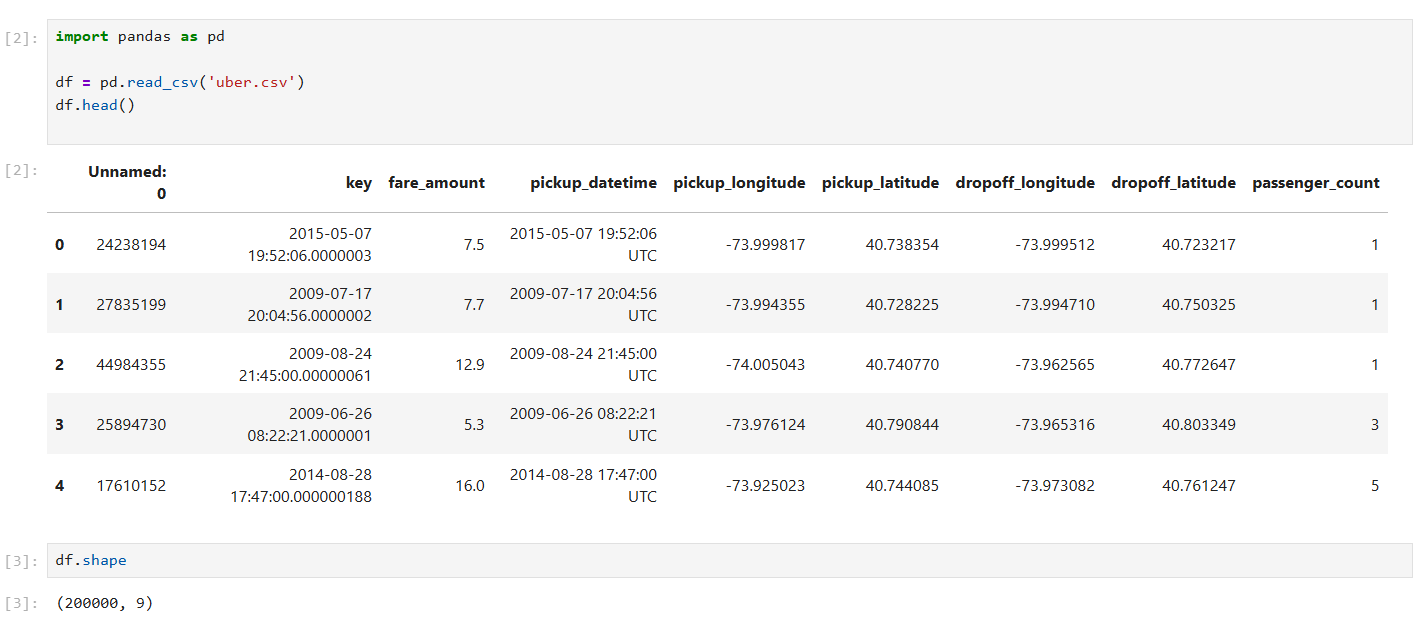 [2]: import pandas as pd
df = pd.read_csv('uber.csv')
df.head()
[2]: Unnamed: 0 key fare_amount pickup_datetime pickup_longitude pickup_latitude dropoff_longitude dropoff_latitude passenger_count
0 24238194 2015-05-07 19:52:06.0000003 7.5 2015-05-07 19:52:06 UTC -73.999817 40.738354 -73.999512 40.723217 1
1 27835199 2009-07-17 20:04:56.0000002 7.7 2009-07-17 20:04:56 UTC -73.994355 40.728225 -73.994710 40.750325 1
2 44984355 2009-08-24 21:45:00.00000061 12.9 2009-08-24 21:45:00 UTC -74.005043 40.740770 -73.962565 40.772647 1
3 25894730 2009-06-26 08:22:21.0000001 5.3 2009-06-26 08:22:21 UTC -73.976124 40.790844 -73.965316 40.803349 3
4 17610152 2014-08-28 17:47:00.000000188 16.0 2014-08-28 17:47:00 UTC -73.925023 40.744085 -73.973082 40.761247 5
[3]: df.shape
[3]: (200000, 9)